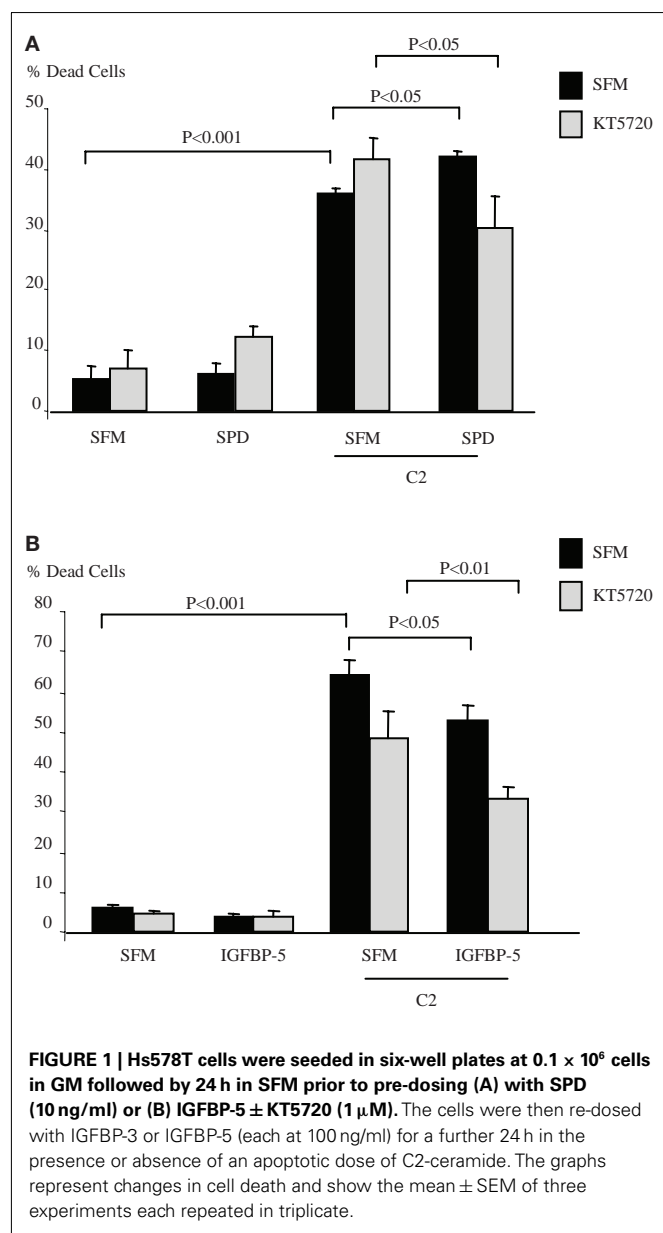 A
% Dead Cells
P<0.05
SFM
KT5720
P<0.05
P<0.001
50
40
30
20
10
0
SFM SPD SFM SPD
C2
B
% Dead Cells
SFM
KT5720
P<0.01
P<0.001
P<0.05
80
70
60
50
40
30
20
10
0
SFM IGFBP-5 SFM IGFBP-5
C2
FIGURE 1 | Hs578T cells were seeded in six-well plates at 0.1 × 10⁶ cells
in GM followed by 24 h in SFM prior to pre-dosing (A) with SPD
(10 ng/ml) or (B) IGFBP-5 ± KT5720 (1 μM). The cells were then re-dosed
with IGFBP-3 or IGFBP-5 (each at 100 ng/ml) for a further 24 h in the
presence or absence of an apoptotic dose of C2-ceramide. The graphs
represent changes in cell death and show the mean ± SEM of three
experiments each repeated in triplicate.